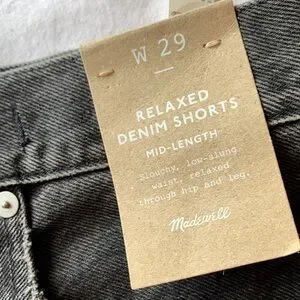 W 29
RELAXED
DENIM SHORTS
MID-LENGTH
Slouchy, low-slung
waist, relaxed
through hip and leg.
Madewell